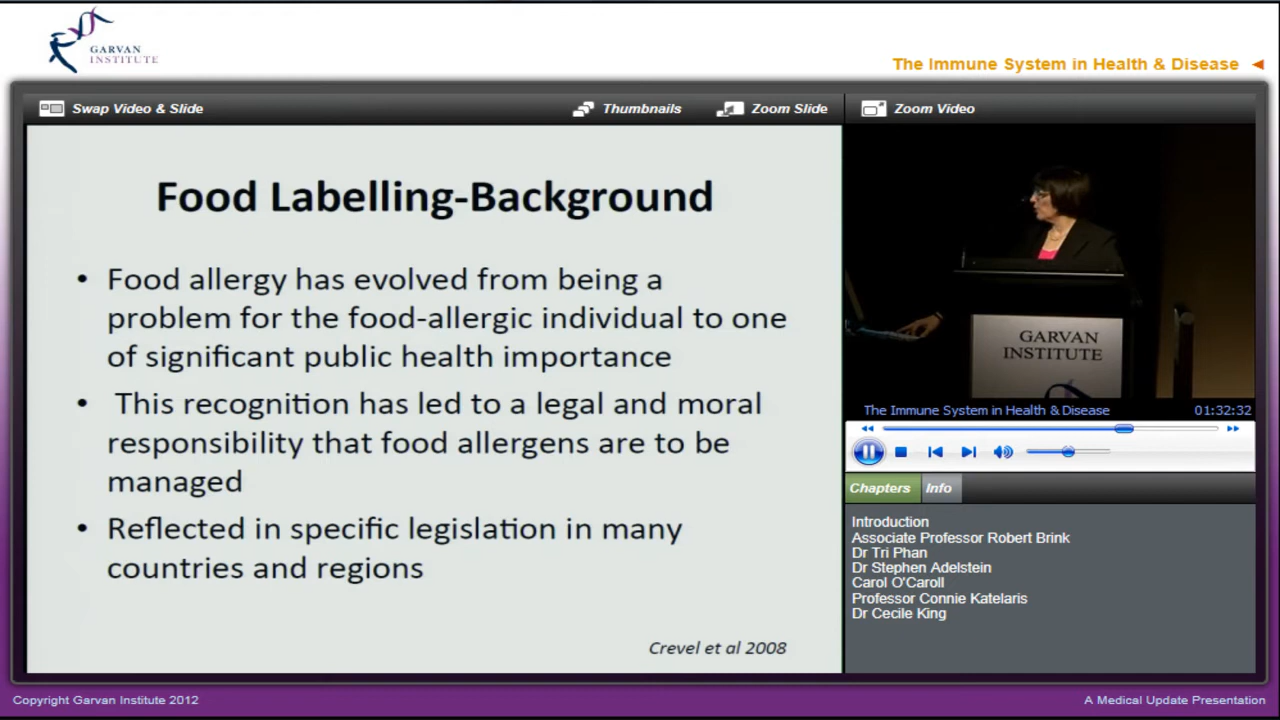 GARVAN
INSTITUTE
The Immune System in Health & Disease
Swap Video & Slide
Thumbnails
Zoom Slide
Zoom Video
Food Labelling-Background
• Food allergy has evolved from being a
problem for the food-allergic individual to one
of significant public health importance
• This recognition has led to a legal and moral
responsibility that food allergens are to be
managed
• Reflected in specific legislation in many
countries and regions
Crevel et al 2008
GARVAN
INSTITUTE
The Immune System in Health & Disease
01:32:32
Chapters
Info
Introduction
Associate Professor Robert Brink
Dr Tri Phan
Dr Stephen Adelstein
Carol O'Caroll
Professor Connie Katelaris
Dr Cecile King
Copyright Garvan Institute 2012
A Medical Update Presentation